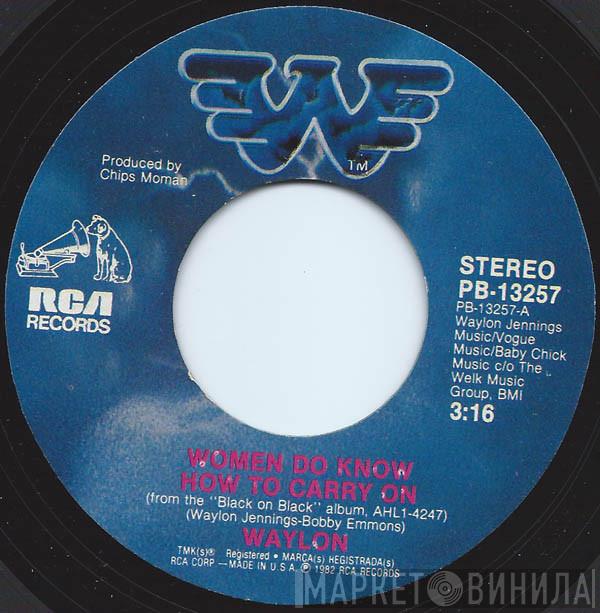 W
TM
Produced by
Chips Moman
RCA
RECORDS
STEREO
PB-13257
PB-13257-A
Waylon Jennings
Music/Vogue
Music/Baby Chick
Music c/o The
Welk Music
Group, BMI
3:16
WOMEN DO KNOW
HOW TO CARRY ON
(from the "Black on Black" album, AHL1-4247)
(Waylon Jennings-Bobby Emmons)
WAYLON
TMK(s)® Registered • MARCA(s) REGISTRADA(s)
RCA CORP —MADE IN U.S.A. ℗ 1982 RCA RECORDS
МАРКЕТ ВИНИЛА